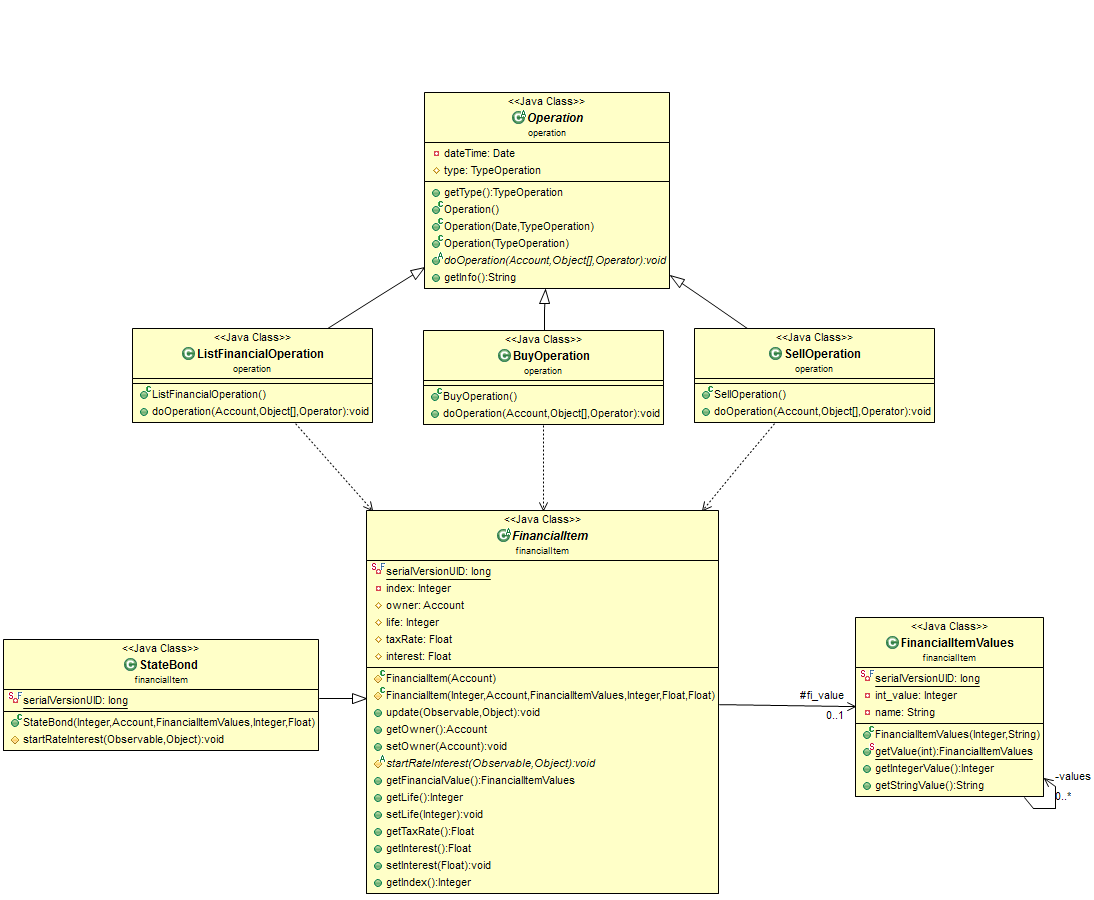 <<Java Class>>
Operation
operation
dateTime: Date
type: TypeOperation
getType():TypeOperation
Operation()
Operation(Date,TypeOperation)
Operation(TypeOperation)
doOperation(Account,Object[],Operator):void
getInfo():String
<<Java Class>>
ListFinancialOperation
operation
ListFinancialOperation()
doOperation(Account,Object[],Operator):void
<<Java Class>>
BuyOperation
operation
BuyOperation()
doOperation(Account,Object[],Operator):void
<<Java Class>>
SellOperation
operation
SellOperation()
doOperation(Account,Object[],Operator):void
<<Java Class>>
FinancialItem
financialItem
serialVersionUID: long
index: Integer
owner: Account
life: Integer
taxRate: Float
interest: Float
FinancialItem(Account)
FinancialItem(Integer,Account,FinancialItemValues,Integer,Float,Float)
update(Observable,Object):void
getOwner():Account
setOwner(Account):void
startRateInterest(Observable,Object):void
getFinancialValue():FinancialItemValues
getLife():Integer
setLife(Integer):void
getTaxRate():Float
getInterest():Float
setInterest(Float):void
getIndex():Integer
<<Java Class>>
StateBond
financialItem
serialVersionUID: long
StateBond(Integer,Account,FinancialItemValues,Integer,Float)
startRateInterest(Observable,Object):void
#fi_value
0..1
<<Java Class>>
FinancialItemValues
financialItem
serialVersionUID: long
int_value: Integer
name: String
FinancialItemValues(Integer,String)
getValue(int):FinancialItemValues
getIntegerValue():Integer
getStringValue():String
-values
0..*